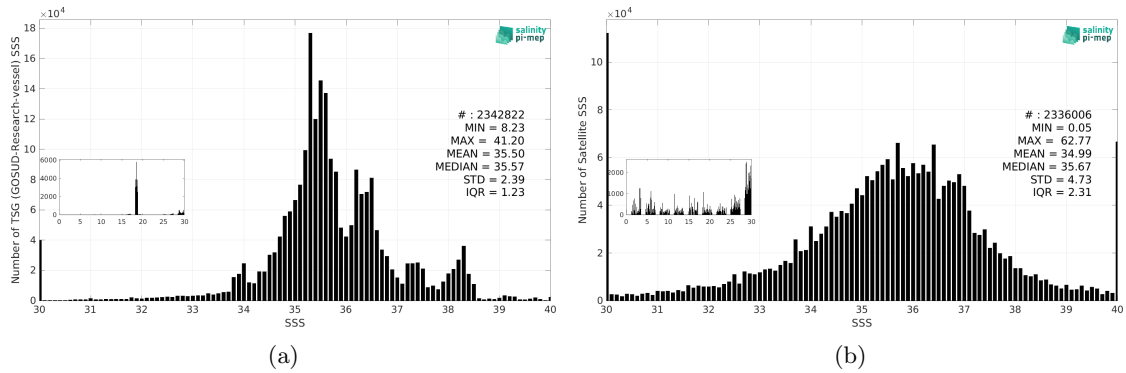 ×10⁴
18
16
14
12
10
8
6
4
2
0
Number of TSG (GOSUD-Research-vessel) SSS
salinity
pi-mep
# : 2342822
MIN = 8.23
MAX = 41.20
MEAN = 35.50
MEDIAN = 35.57
STD = 2.39
IQR = 1.23
6000
4000
2000
0
0 5 10 15 20 25 30
30 31 32 33 34 35 36 37 38 39 40
SSS
(a)
×10⁴
10
8
6
4
2
0
Number of Satellite SSS
salinity
pi-mep
# : 2336006
MIN = 0.05
MAX = 62.77
MEAN = 34.99
MEDIAN = 35.67
STD = 4.73
IQR = 2.31
2000
1000
0
0 5 10 15 20 25 30
30 31 32 33 34 35 36 37 38 39 40
SSS
(b)